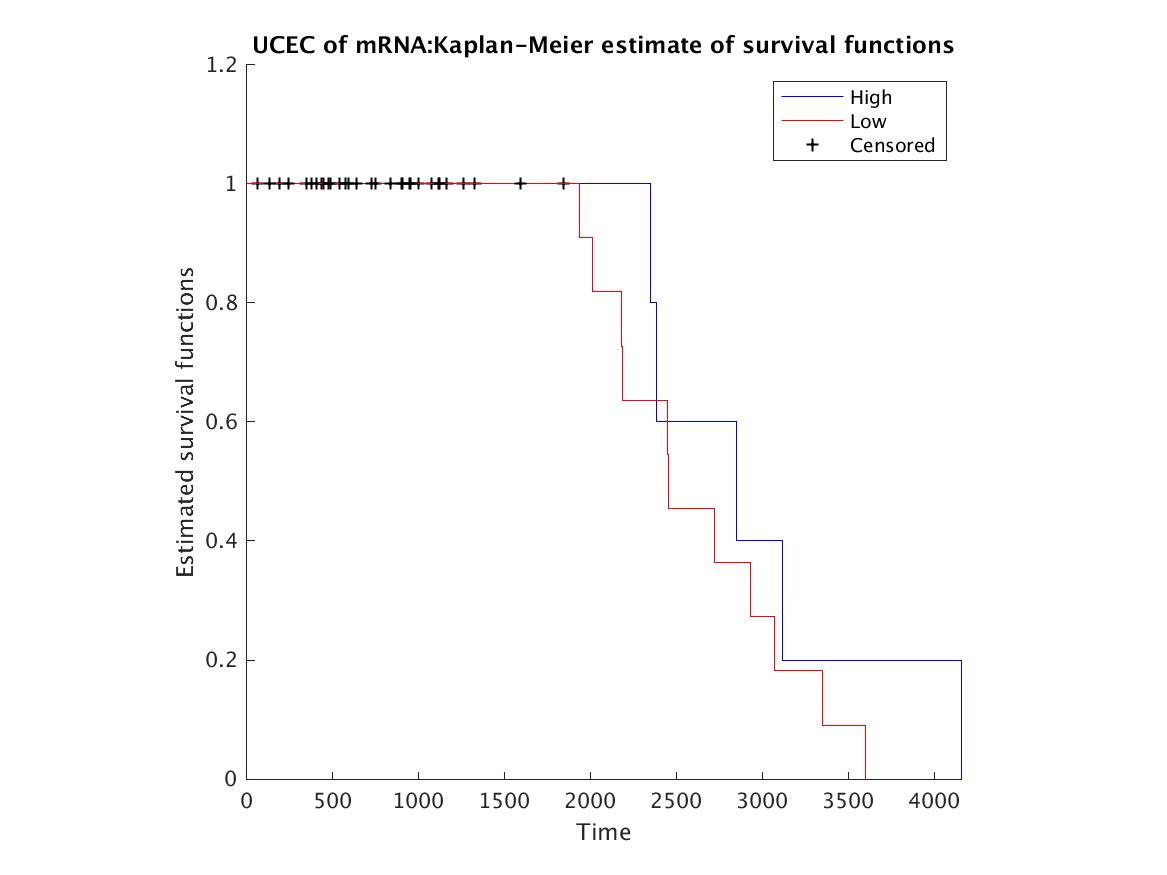 UCEC of mRNA:Kaplan-Meier estimate of survival functions
1.2
1
0.8
0.6
0.4
0.2
0
Estimated survival functions
High
Low
Censored
0 500 1000 1500 2000 2500 3000 3500 4000
Time